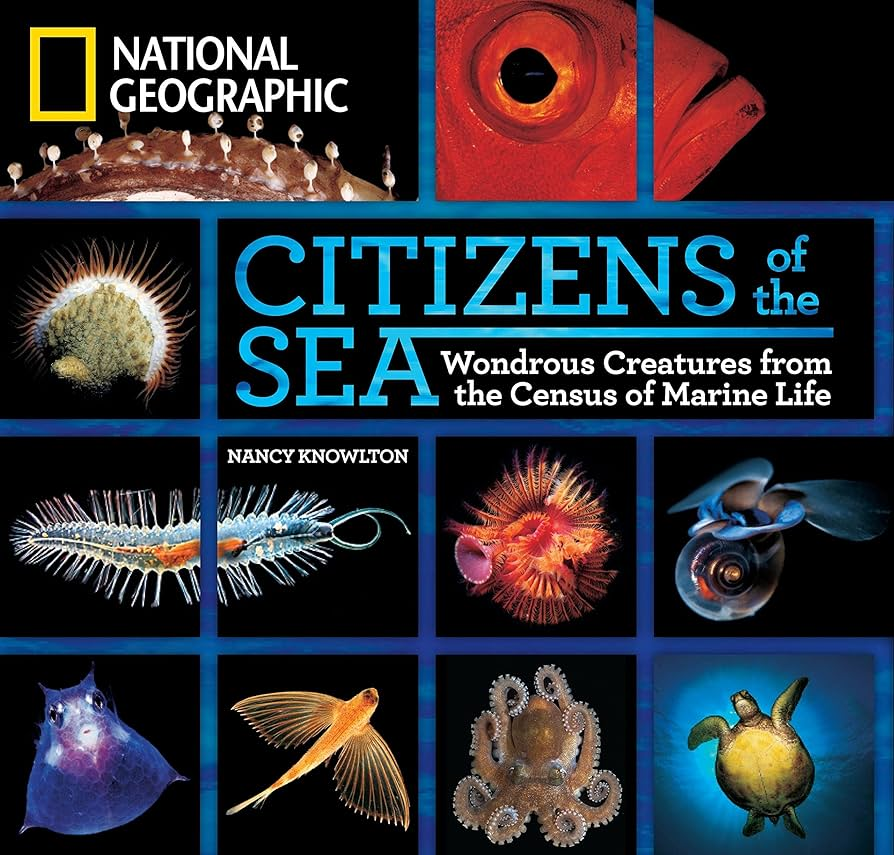 NATIONAL
GEOGRAPHIC
CITIZENS of the
SEA
Wondrous Creatures from
the Census of Marine Life
NANCY KNOWLTON